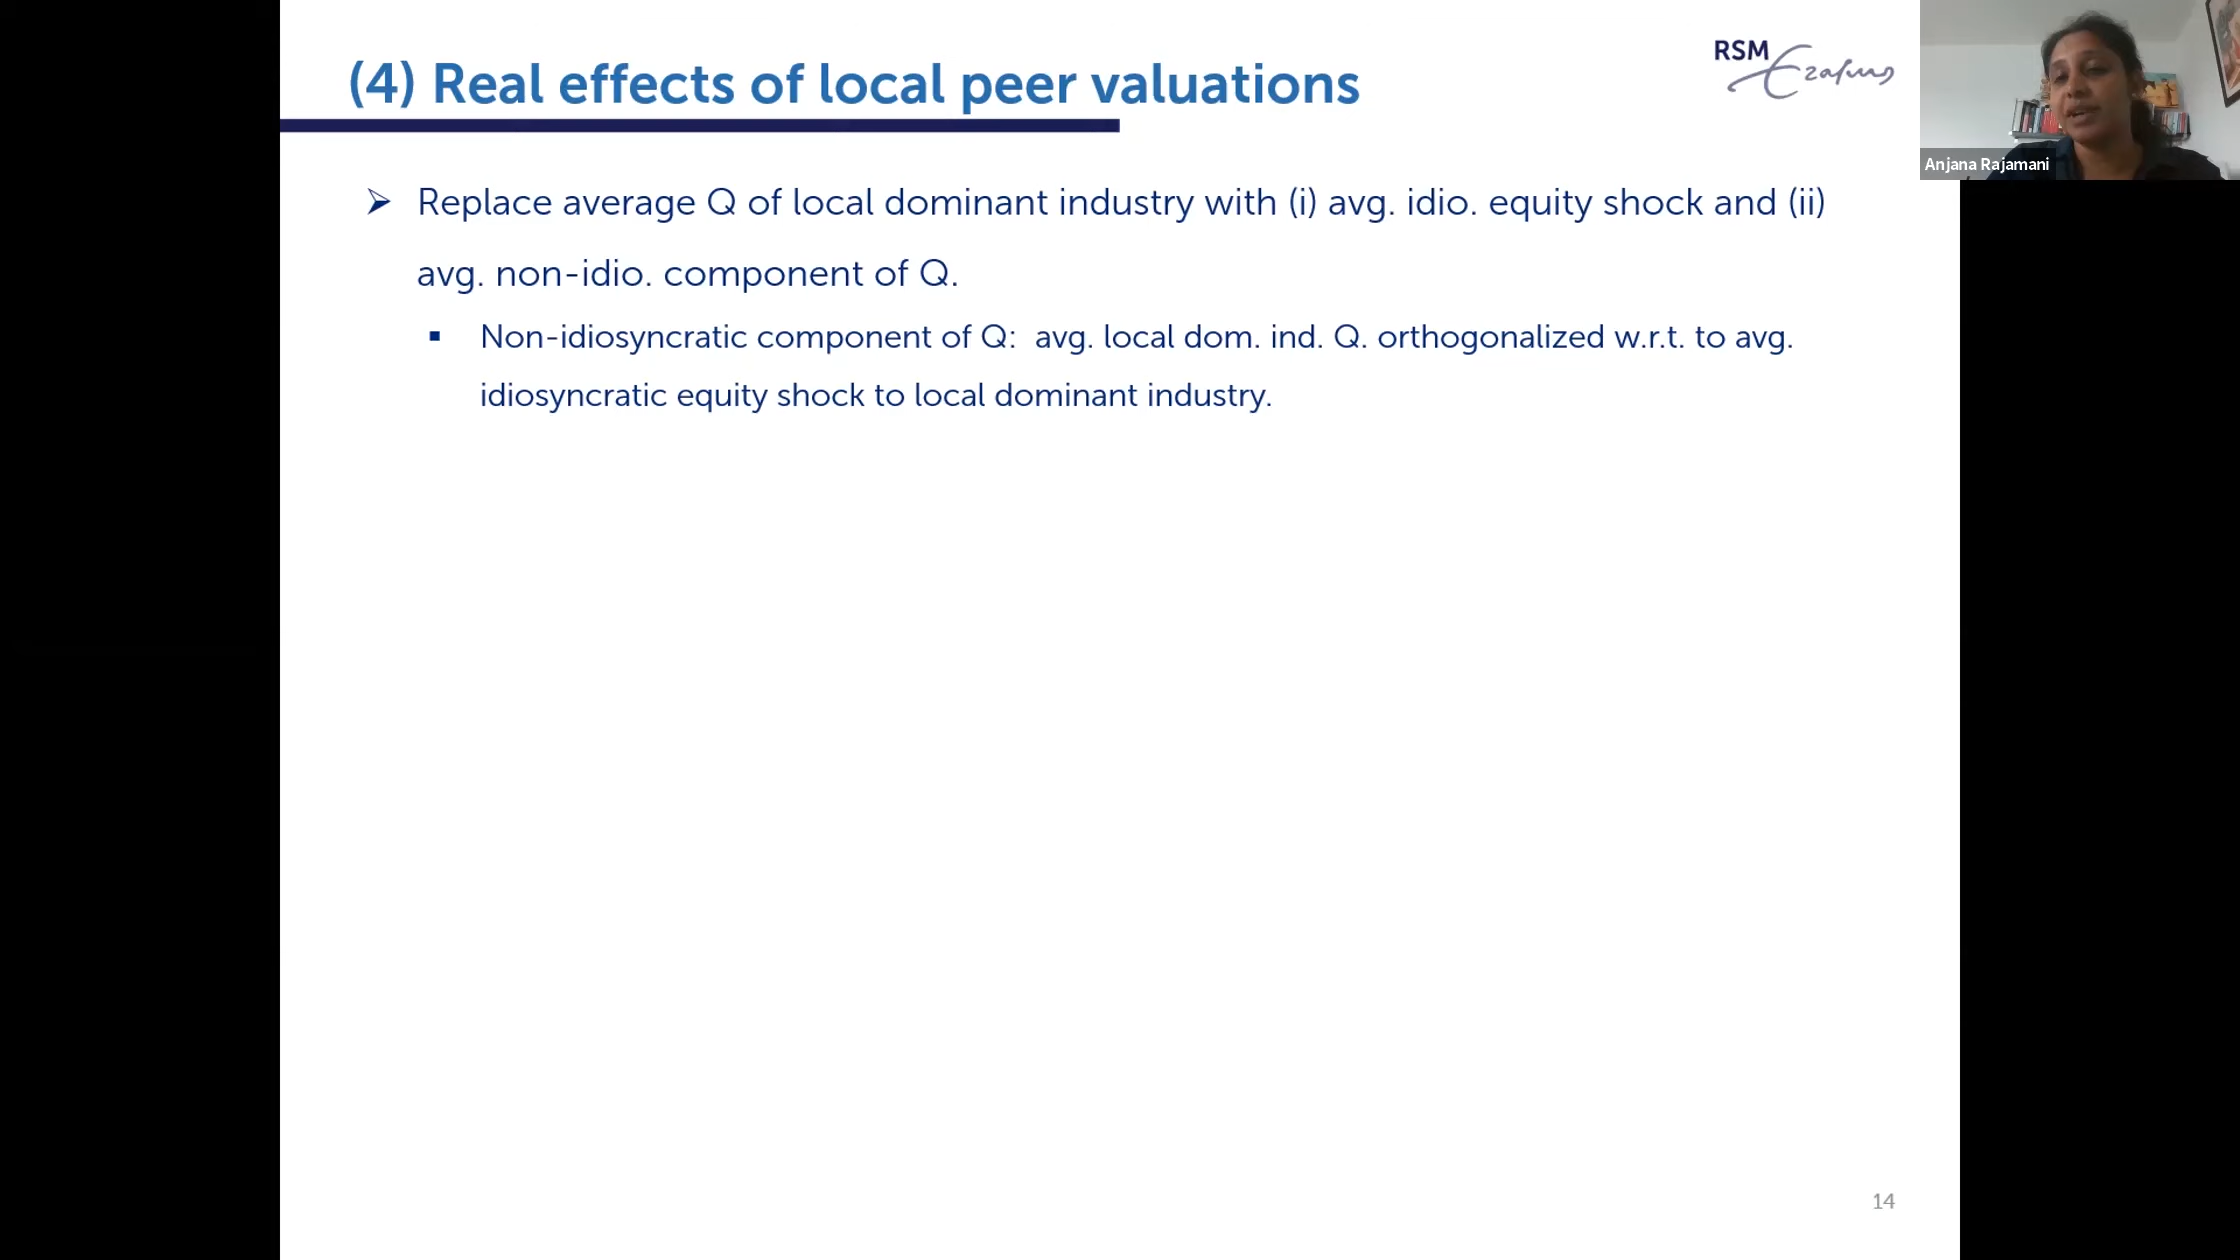 (4) Real effects of local peer valuations
RSM
Erasmus
Anjana Rajamani
➢ Replace average Q of local dominant industry with (i) avg. idio. equity shock and (ii)
avg. non-idio. component of Q.
▪ Non-idiosyncratic component of Q: avg. local dom. ind. Q. orthogonalized w.r.t. to avg.
idiosyncratic equity shock to local dominant industry.
14